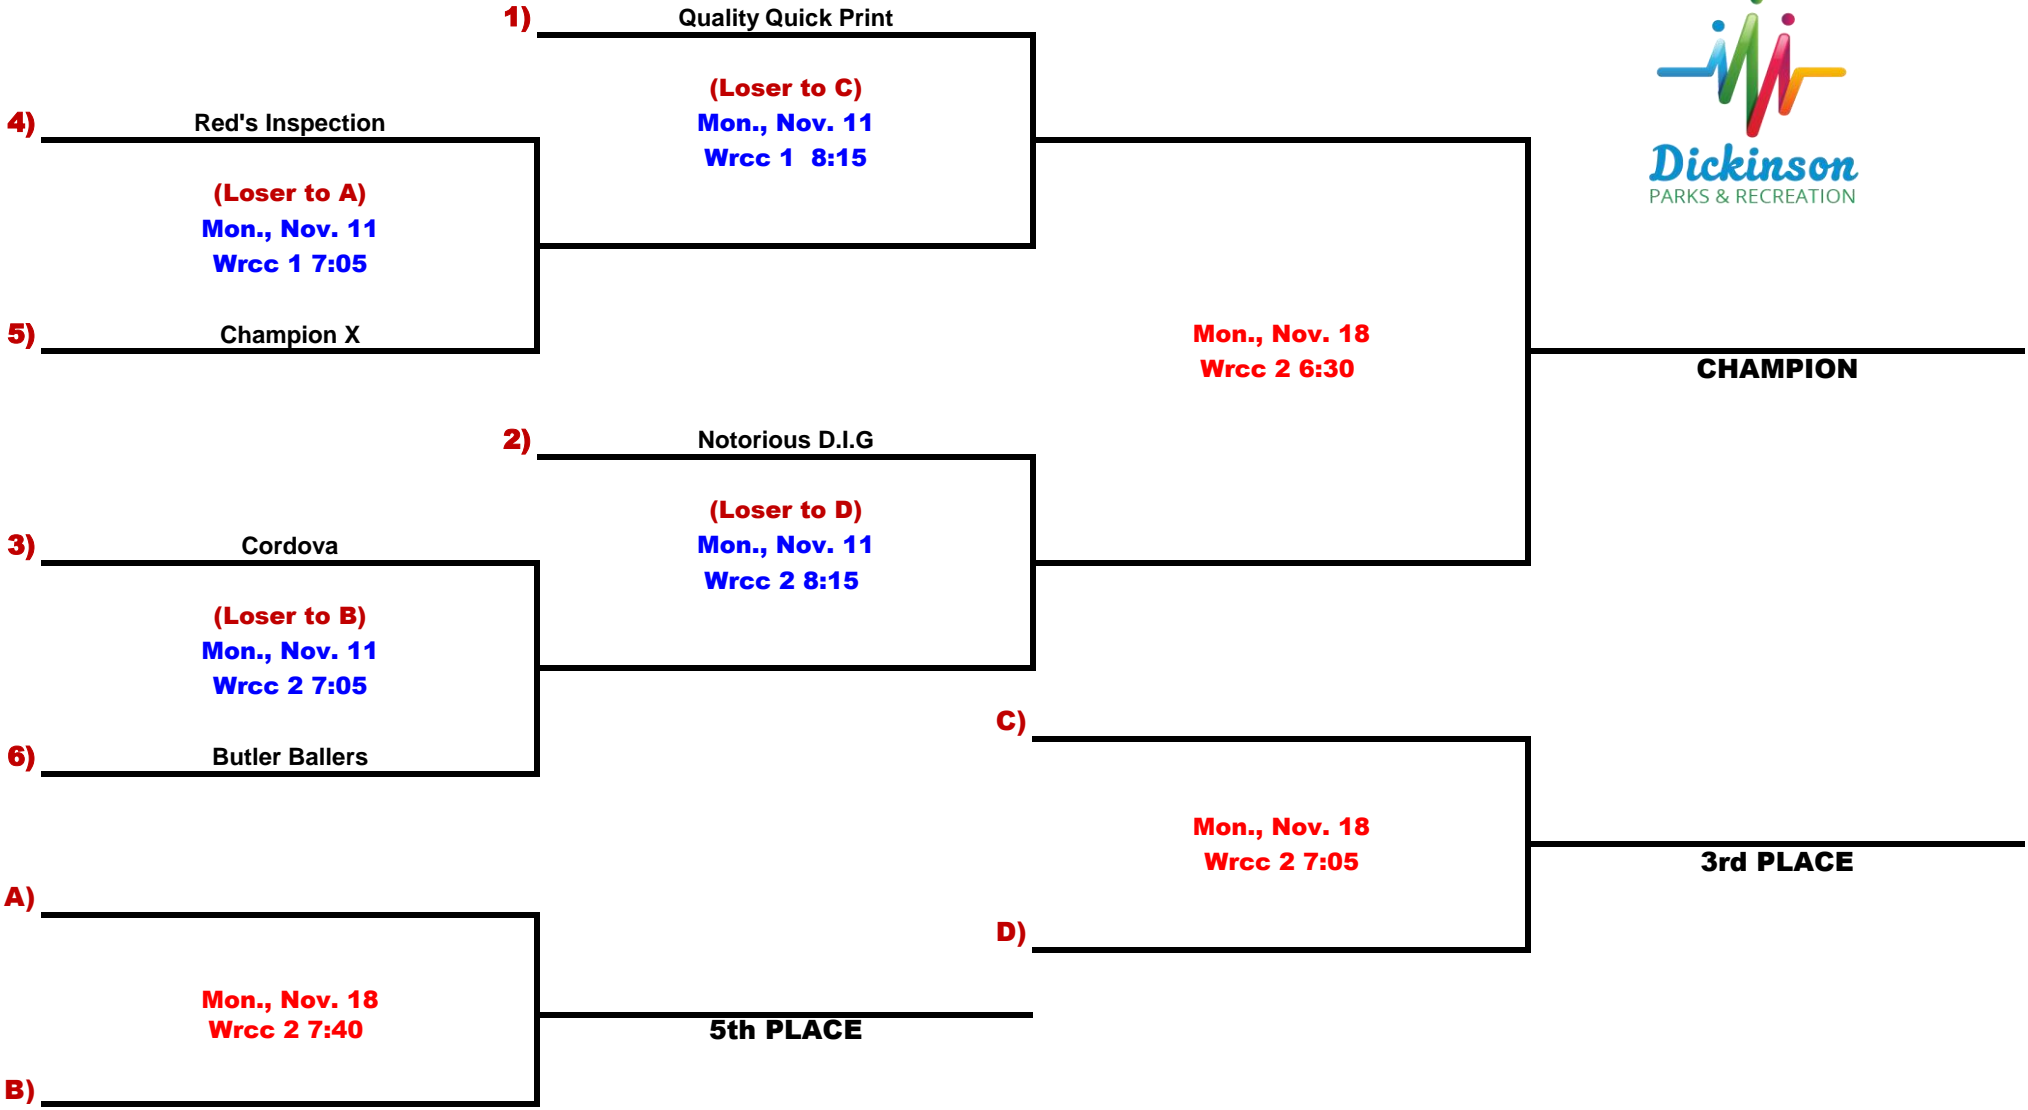 1)
Quality Quick Print
(Loser to C)
Mon., Nov. 11
Wrcc 1  8:15
4)
Red's Inspection
(Loser to A)
Mon., Nov. 11
Wrcc 1 7:05
5)
Champion X
Dickinson
PARKS & RECREATION
Mon., Nov. 18
Wrcc 2 6:30
CHAMPION
2)
Notorious D.I.G
(Loser to D)
Mon., Nov. 11
Wrcc 2 8:15
3)
Cordova
(Loser to B)
Mon., Nov. 11
Wrcc 2 7:05
6)
Butler Ballers
C)
Mon., Nov. 18
Wrcc 2 7:05
D)
3rd PLACE
A)
Mon., Nov. 18
Wrcc 2 7:40
B)
5th PLACE